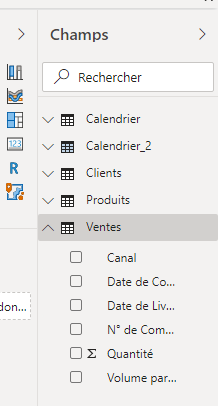 Champs
Rechercher
Calendrier
Calendrier_2
Clients
Produits
Ventes
Canal
Date de Co...
Date de Liv...
N° de Com...
Σ Quantité
Volume par...
123
R
don...